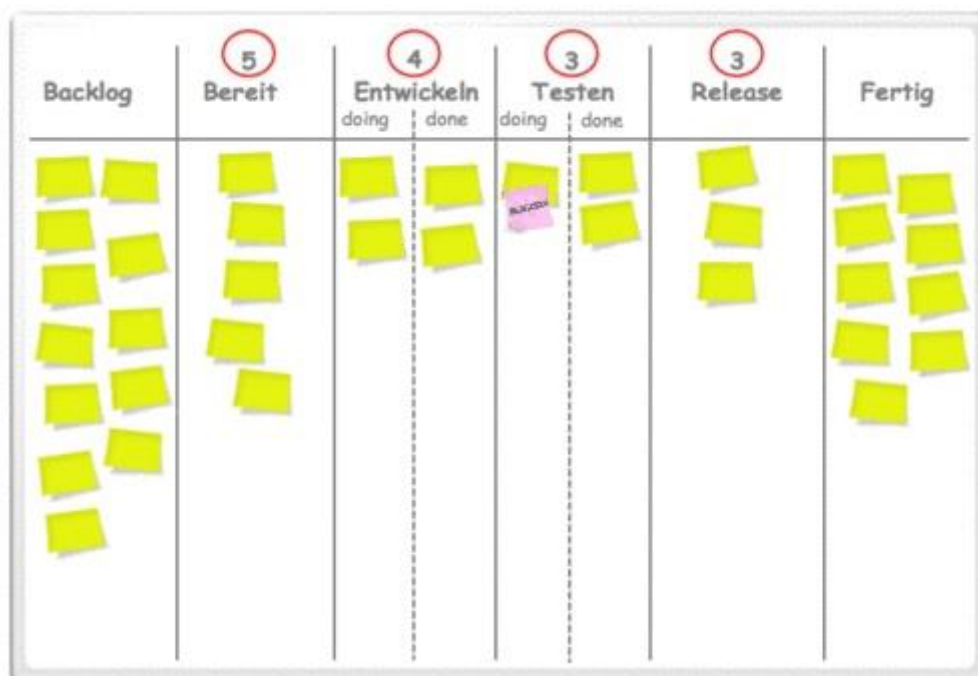 5 4 3 3
Backlog Bereit Entwickeln Testen Release Fertig
doing done doing done